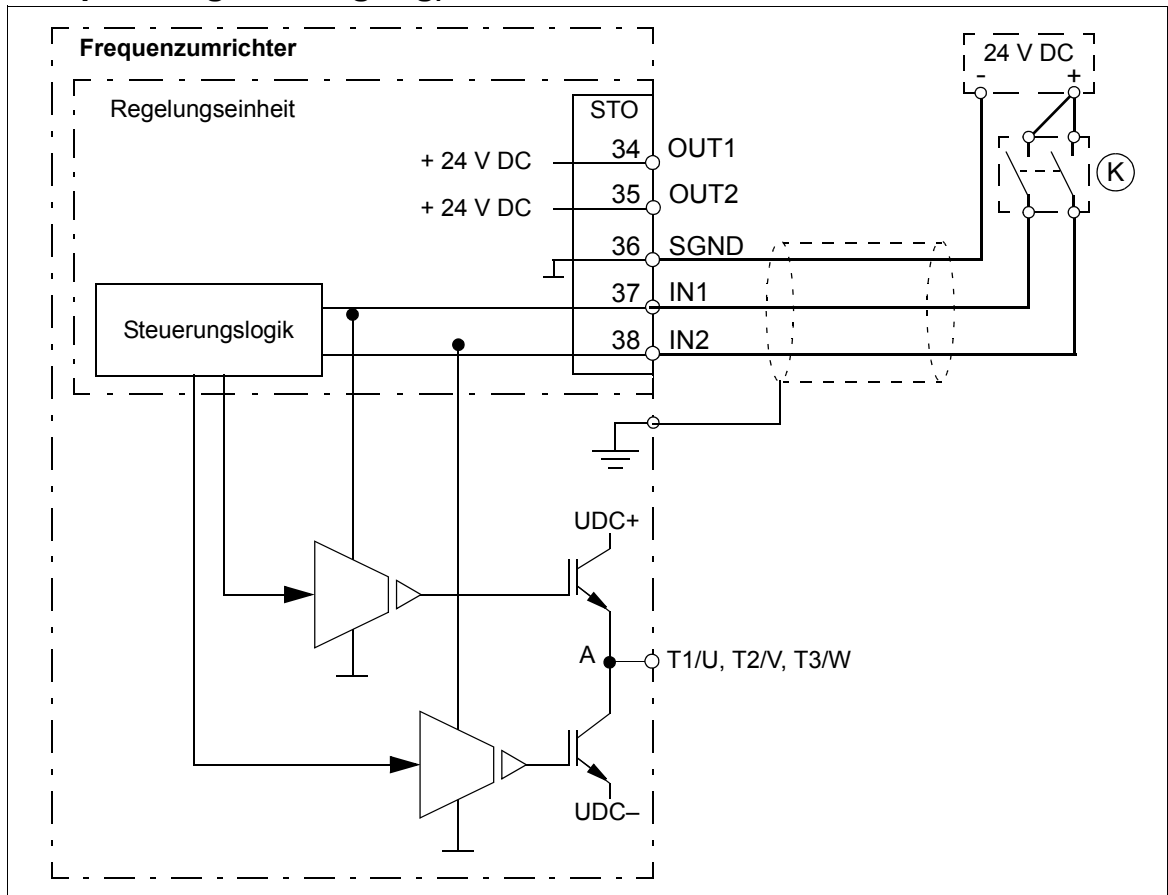 Frequenzumrichter
24 V DC
- +
Regelungseinheit
STO
+ 24 V DC 34 OUT1
K
+ 24 V DC 35 OUT2
36 SGND
37 IN1
Steuerungslogik
38 IN2
UDC+
A T1/U, T2/V, T3/W
UDC–